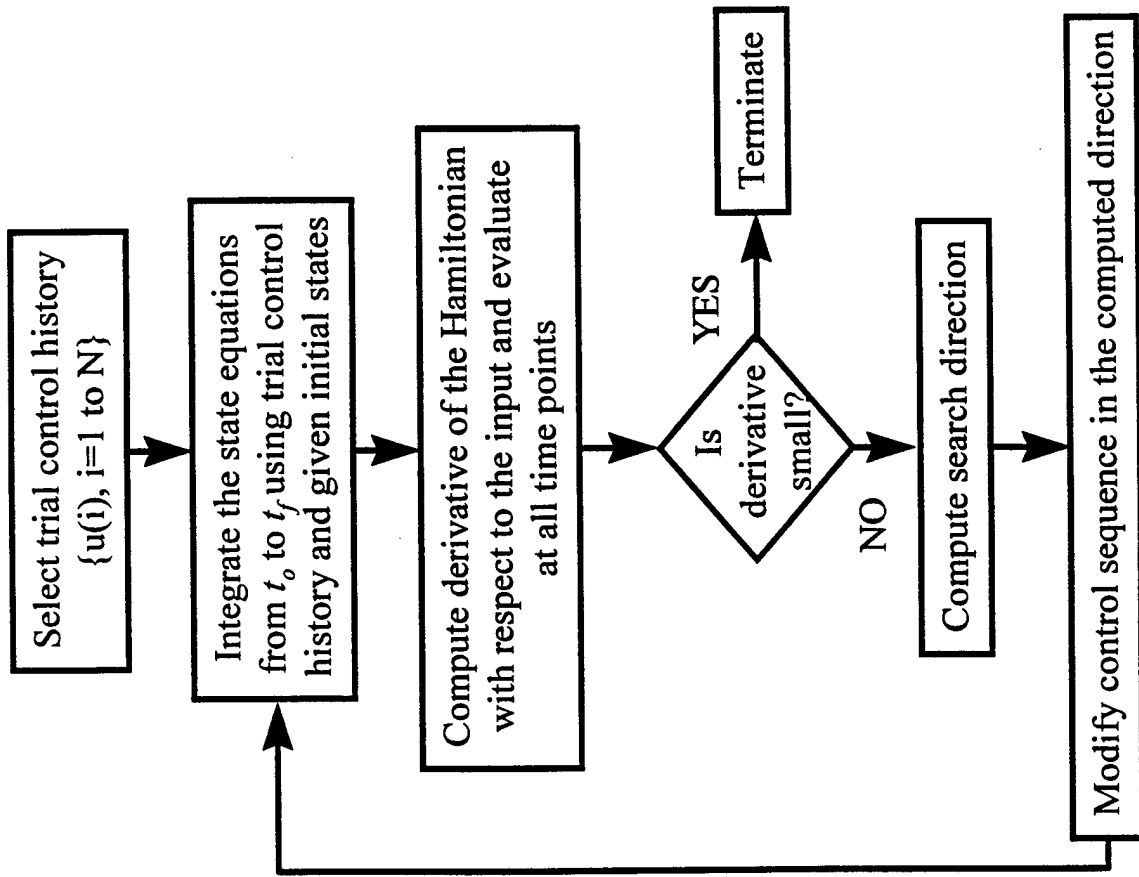 Select trial control history
{u(i), i=1 to N}
Integrate the state equations
from t_o to t_f using trial control
history and given initial states
Compute derivative of the Hamiltonian
with respect to the input and evaluate
at all time points
Is
derivative
small?
YES
Terminate
NO
Compute search direction
Modify control sequence in the computed direction